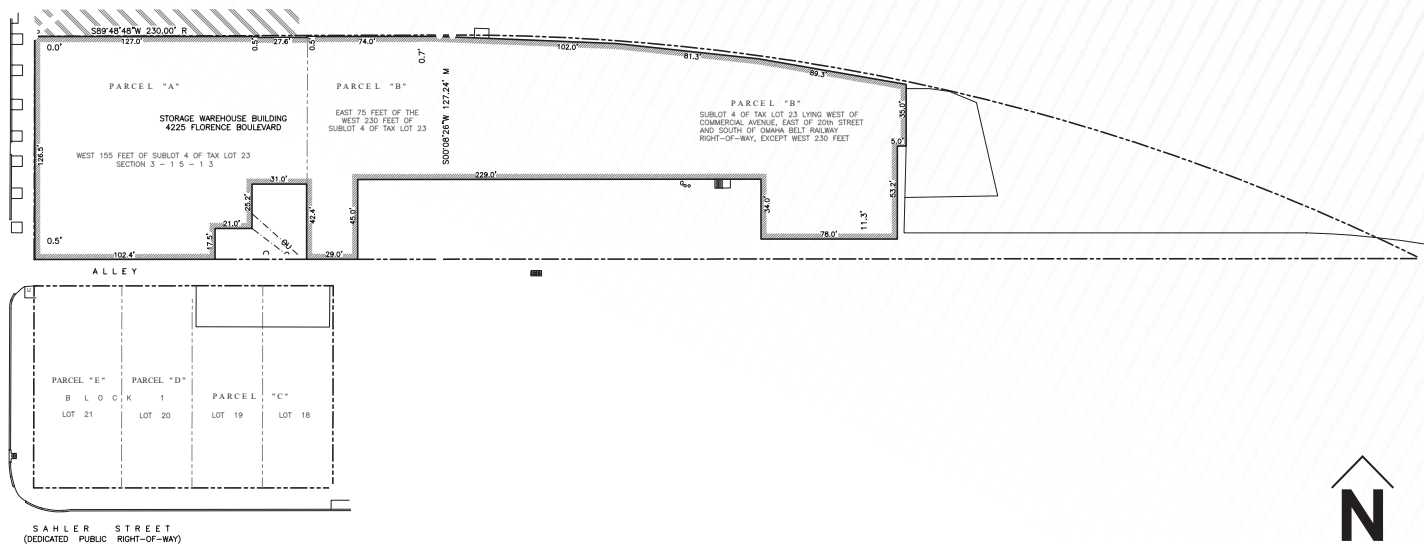 S89°48'48"W 230.00' R
0.0'
127.0'
0.5'
27.6'
0.5'
74.0'
0.7'
102.0'
81.3'
89.3'
35.0'
5.0'
53.2'
S00°08'26"W 127.24' M
PARCEL "A"
STORAGE WAREHOUSE BUILDING
4225 FLORENCE BOULEVARD
WEST 155 FEET OF SUBLOT 4 OF TAX LOT 23
SECTION 3 - 1 5 - 1 3
PARCEL "B"
EAST 75 FEET OF THE
WEST 230 FEET OF
SUBLOT 4 OF TAX LOT 23
PARCEL "B"
SUBLOT 4 OF TAX LOT 23 LYING WEST OF
COMMERCIAL AVENUE, EAST OF 20th STREET
AND SOUTH OF OMAHA BELT RAILWAY
RIGHT-OF-WAY, EXCEPT WEST 230 FEET
126.5'
31.0'
229.0'
25.2'
42.4'
45.0'
34.0'
21.0'
17.5'
11.3'
78.0'
0.5'
102.4'
OU
29.0'
ALLEY
PARCEL "E"
PARCEL "D"
PARCEL "C"
B L O C K 1
LOT 21
LOT 20
LOT 19
LOT 18
SAHLER STREET
(DEDICATED PUBLIC RIGHT-OF-WAY)
N